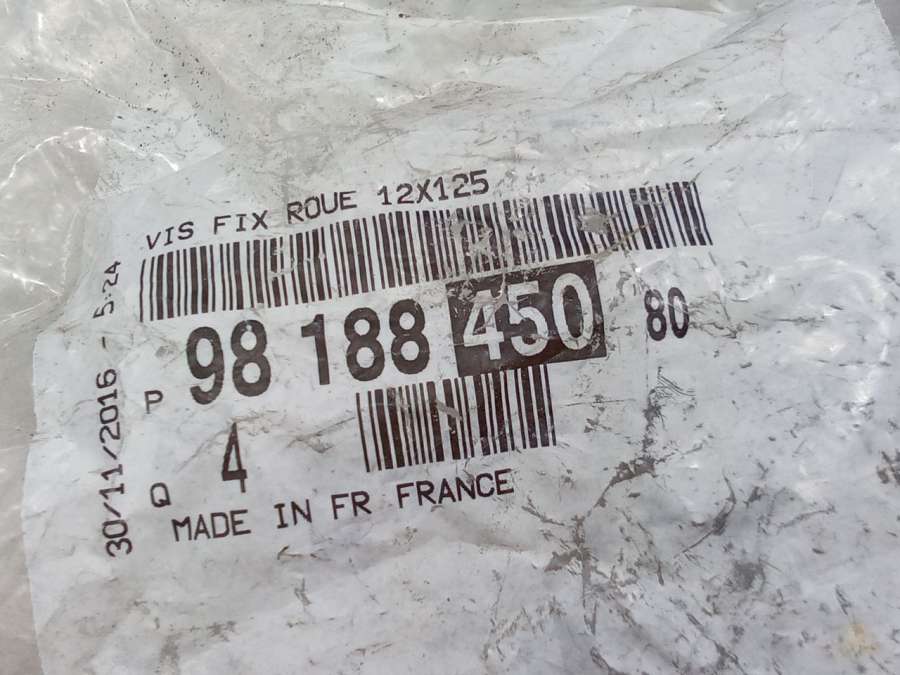 VIS FIX ROUE 12X125
P 98 188 450 80
Q 4
MADE IN FR FRANCE
30/11/2016 - 5:24